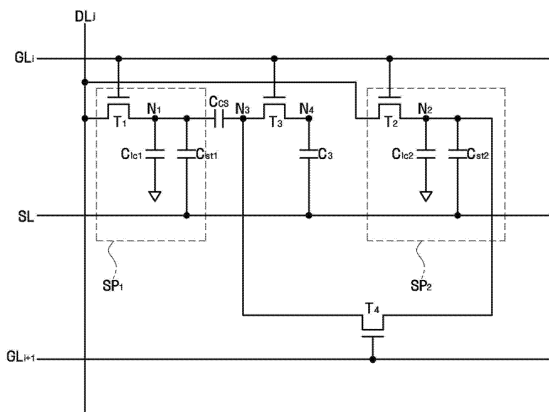 DLj
GLi
N1 CCS N3 N4 N2
T1 T3 T2
Clc1 Cst1 C3 Clc2 Cst2
SL
SP1 SP2
T4
GLi+1